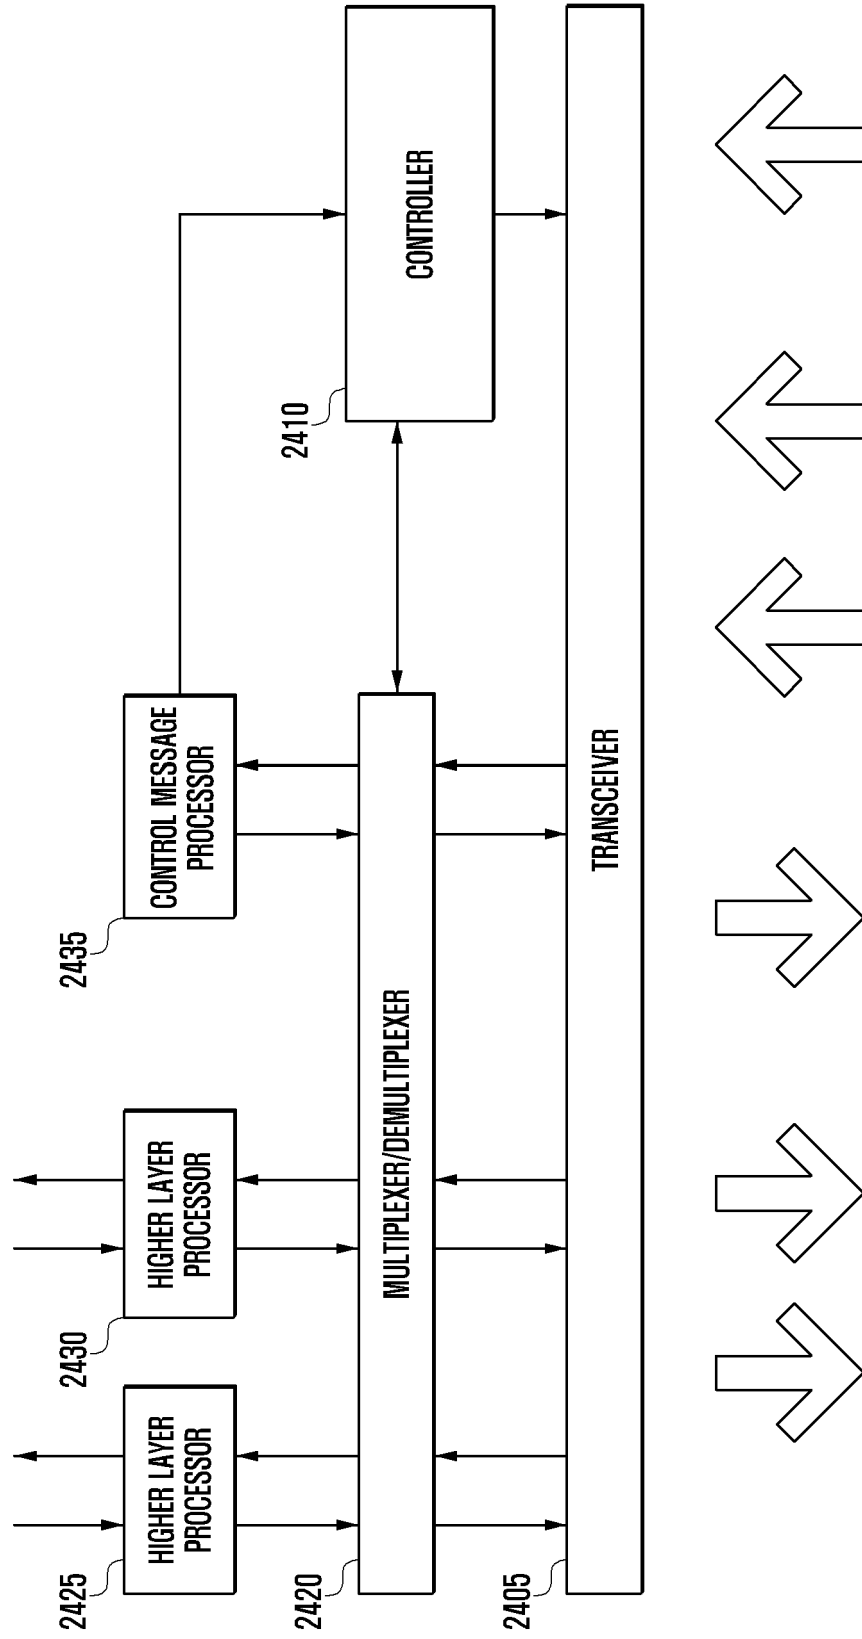 2425
HIGHER LAYER
PROCESSOR
2430
HIGHER LAYER
PROCESSOR
2435
CONTROL MESSAGE
PROCESSOR
2420
MULTIPLEXER/DEMULTIPLEXER
2410
CONTROLLER
2405
TRANSCEIVER